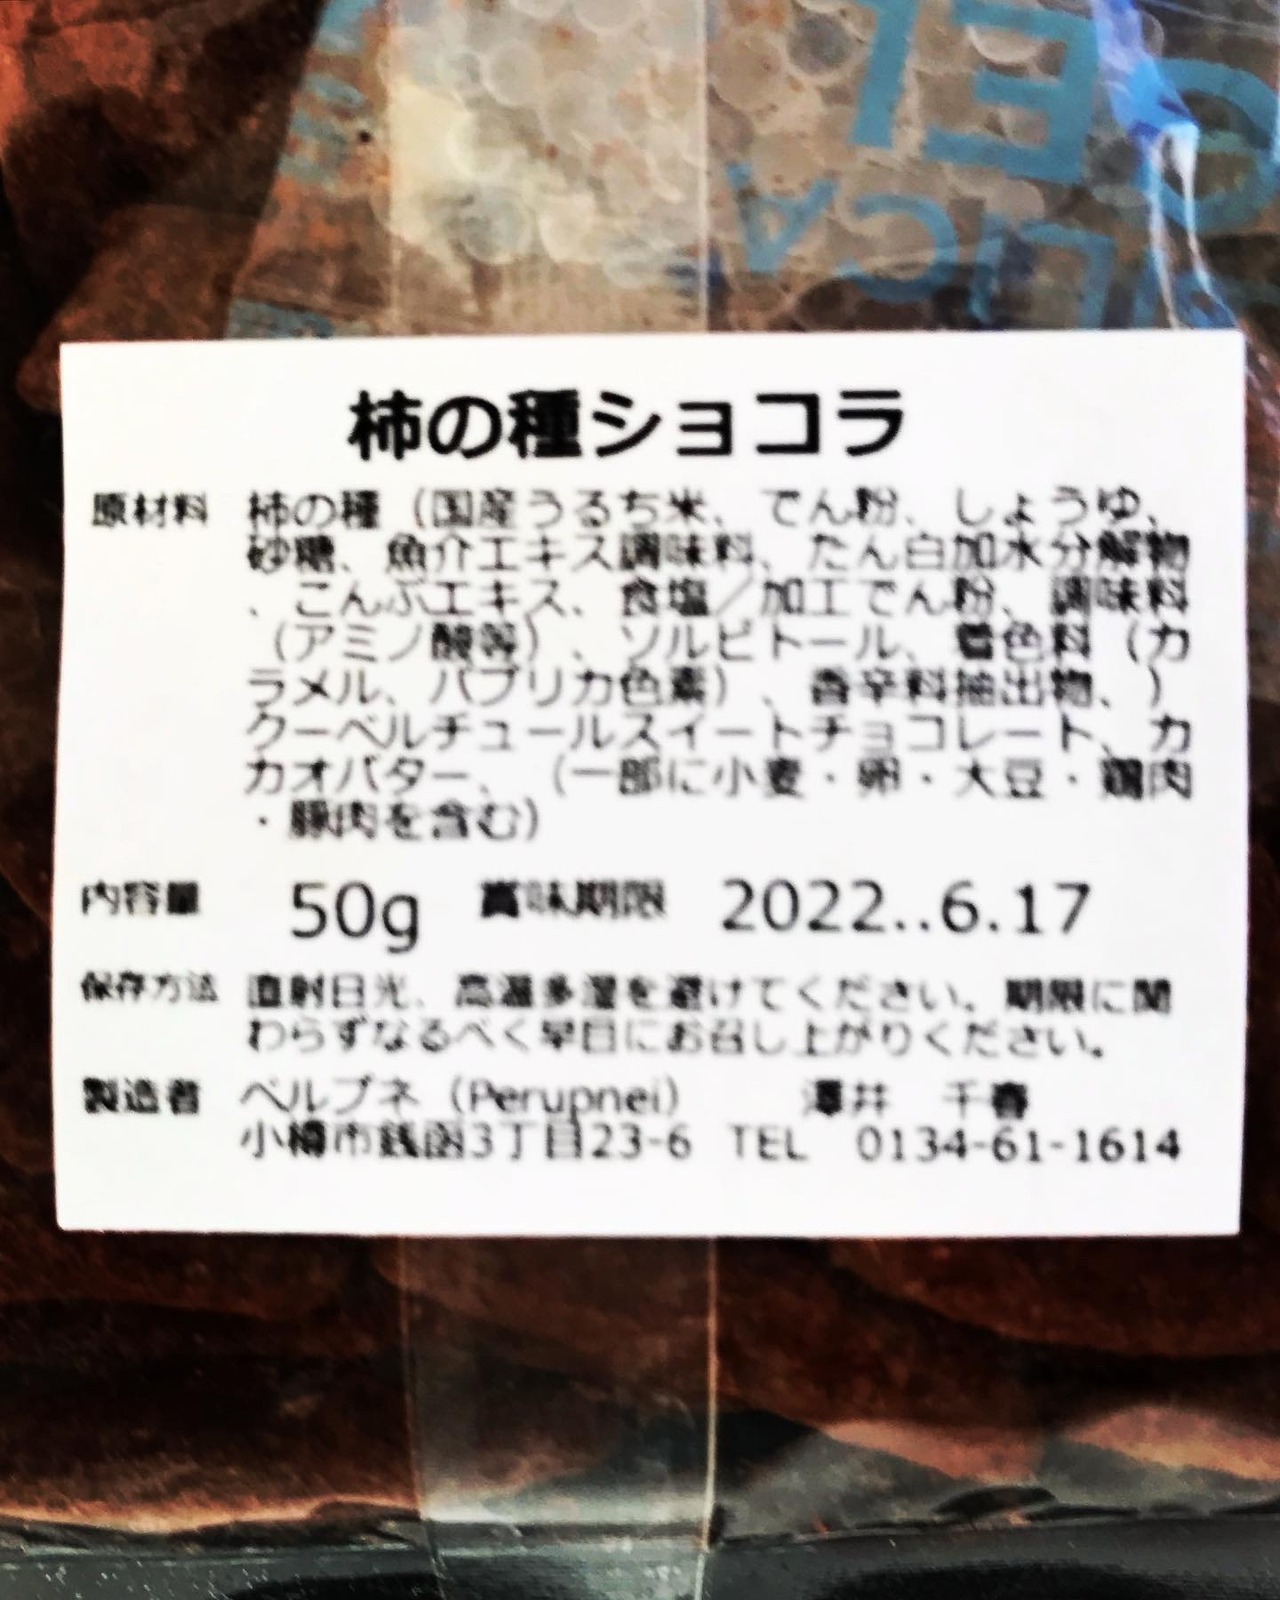 GEL
SILICA
柿の種ショコラ
原材料 柿の種（国産うるち米、でん粉、しょうゆ、
砂糖、魚介エキス調味料、たん白加水分解物
、こんぶエキス、食塩／加工でん粉、調味料
（アミノ酸等）、ソルビトール、着色料（カ
ラメル、パプリカ色素）、香辛料抽出物、）
クーベルチュールスイートチョコレート、カ
カオバター、（一部に小麦・卵・大豆・鶏肉
・豚肉を含む）
内容量 50g 賞味期限 2022..6.17
保存方法 直射日光、高温多湿を避けてください。期限に関
わらずなるべく早目にお召し上がりください。
製造者 ペルプネ（Perupnei） 澤井 千春
小樽市銭函3丁目23-6 TEL 0134-61-1614